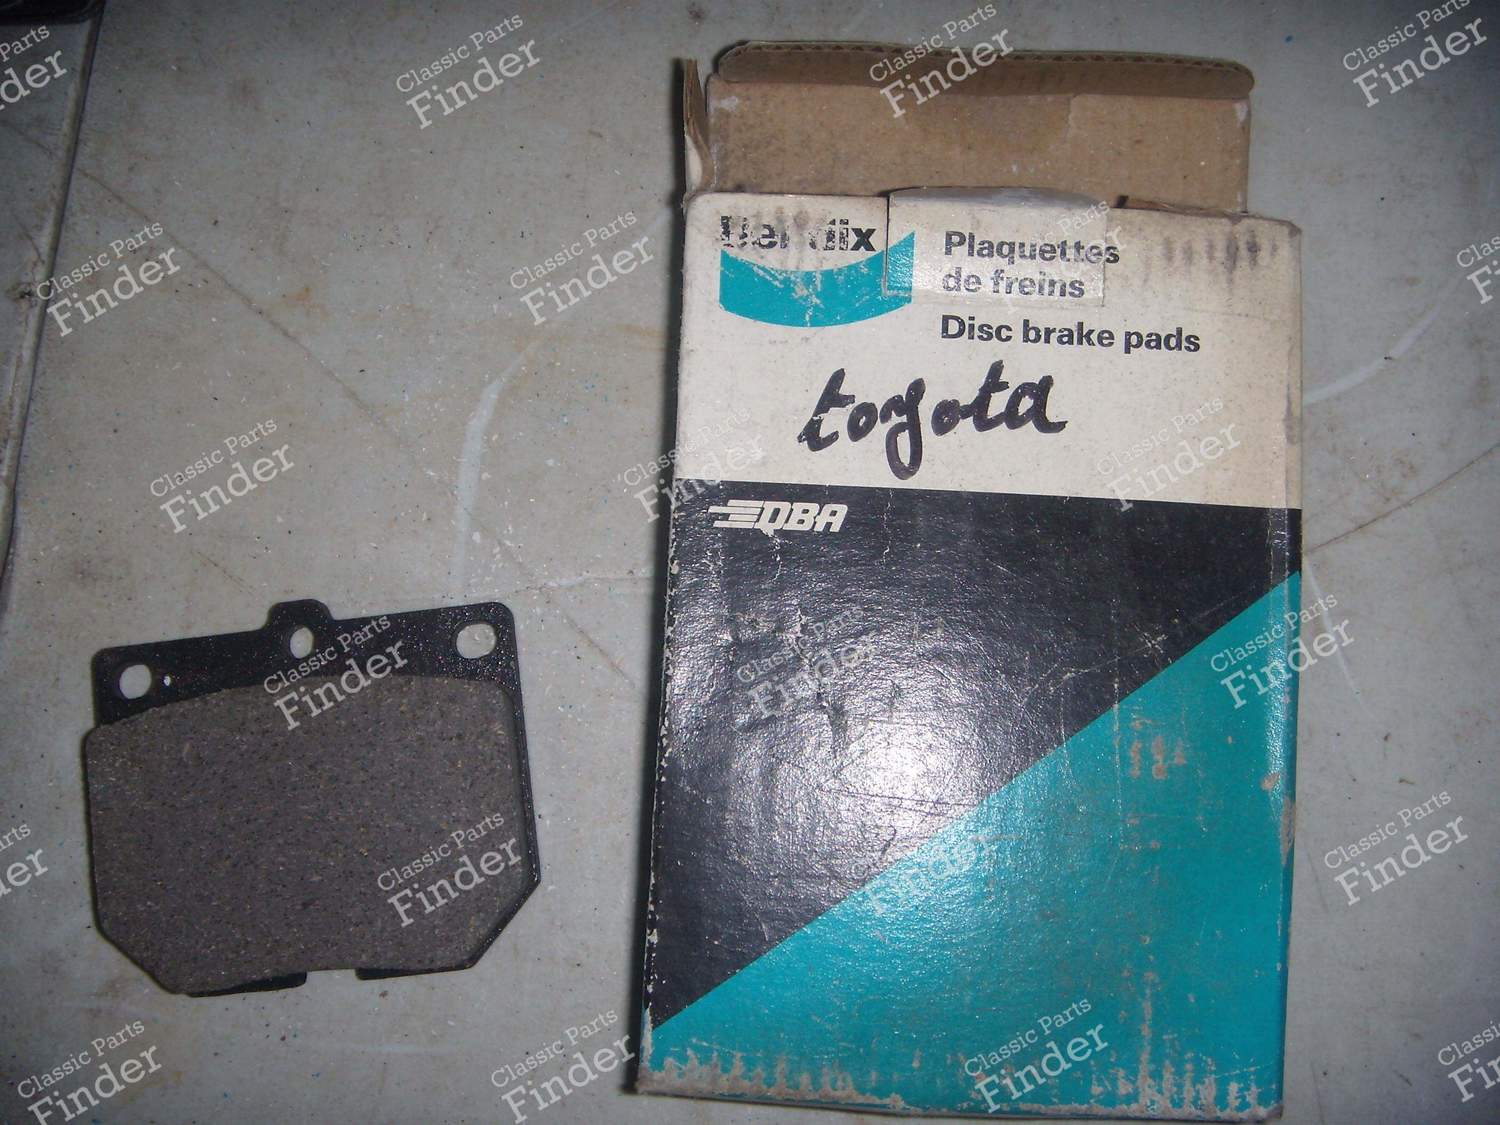 Bendix
Plaquettes
de freins
Disc brake pads
toyota
DBA
Classic Parts
Finder